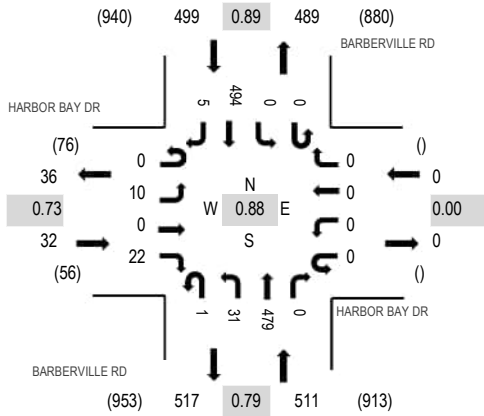 (940) 499 0.89 489 (880)
BARBERVILLE RD
5 494 0 0
HARBOR BAY DR
(76) 0 0 ()
36 10 N 0 0
0.73 0 W 0.88 E 0 0.00
32 22 S 0 0
(56) ()
1 31 479 0
HARBOR BAY DR
BARBERVILLE RD
(953) 517 0.79 511 (913)